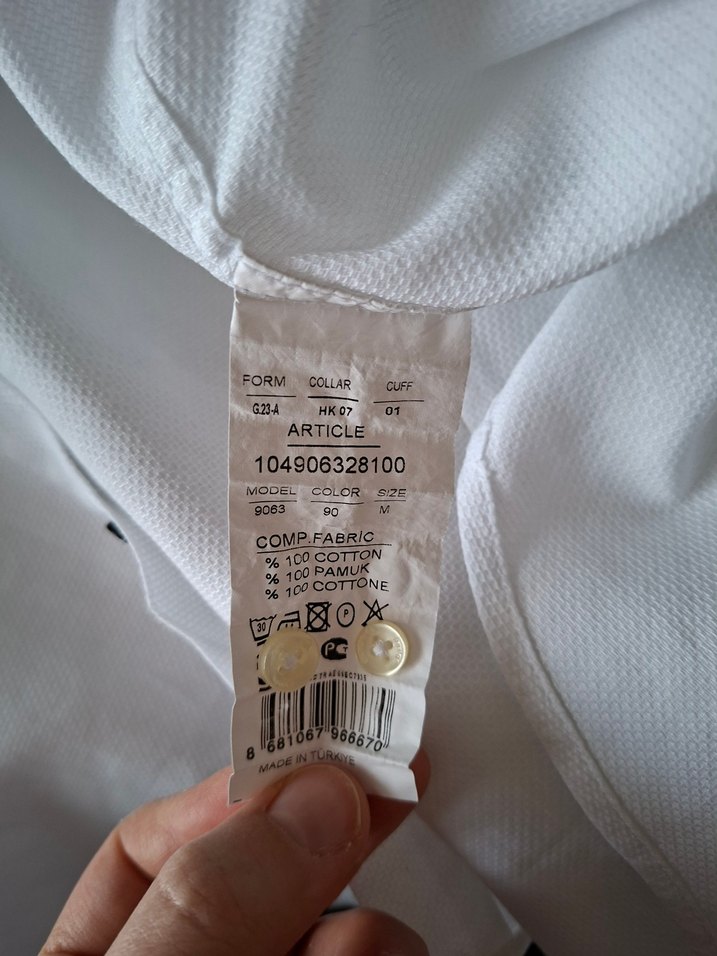 FORM COLLAR CUFF
G.23-A HK 07 01
ARTICLE
104906328100
MODEL COLOR SIZE
9063 90 M
COMP.FABRIC
% 100 COTTON
% 100 PAMUK
% 100 COTTONE
30 P
8 681067 966670
MADE IN TÜRKİYE